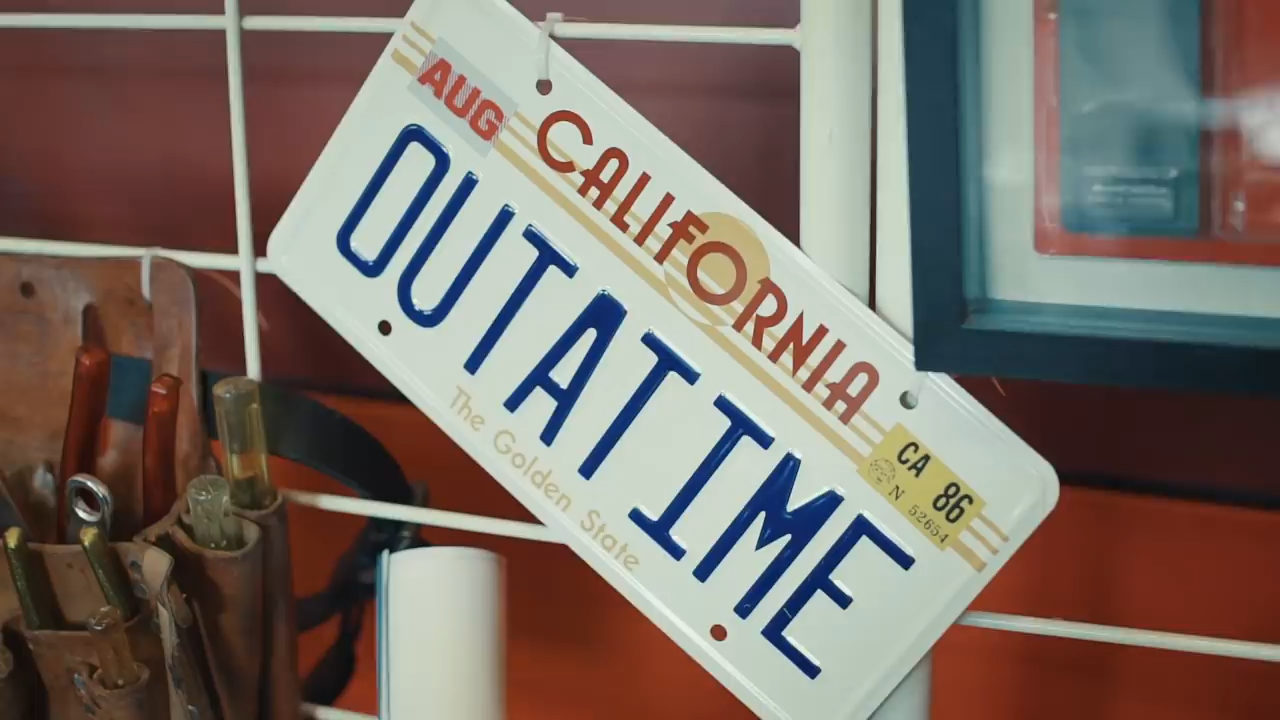 AUG
CALIFORNIA
OUTATIME
CA 86
N 52654
The Golden State